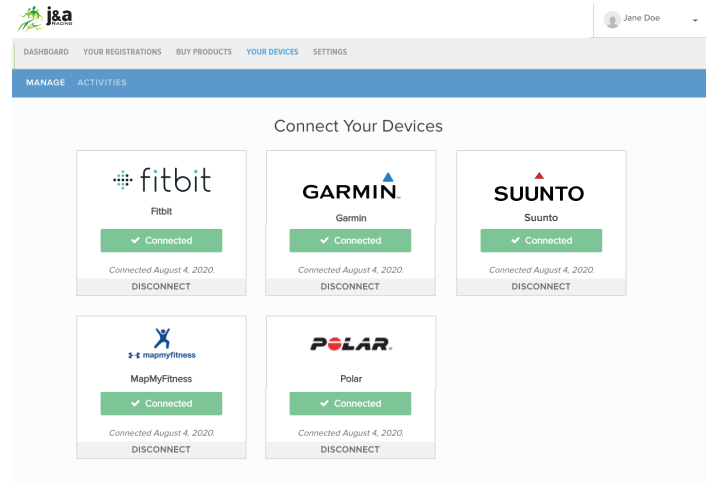 j&a
RACING
Jane Doe
DASHBOARD YOUR REGISTRATIONS BUY PRODUCTS YOUR DEVICES SETTINGS
MANAGE ACTIVITIES
Connect Your Devices
fitbit
GARMIN
SUUNTO
Fitbit
Garmin
Suunto
Connected
Connected
Connected
Connected August 4, 2020.
Connected August 4, 2020.
Connected August 4, 2020.
DISCONNECT
DISCONNECT
DISCONNECT
mapmyfitness
POLAR
MapMyFitness
Polar
Connected
Connected
Connected August 4, 2020.
Connected August 4, 2020.
DISCONNECT
DISCONNECT